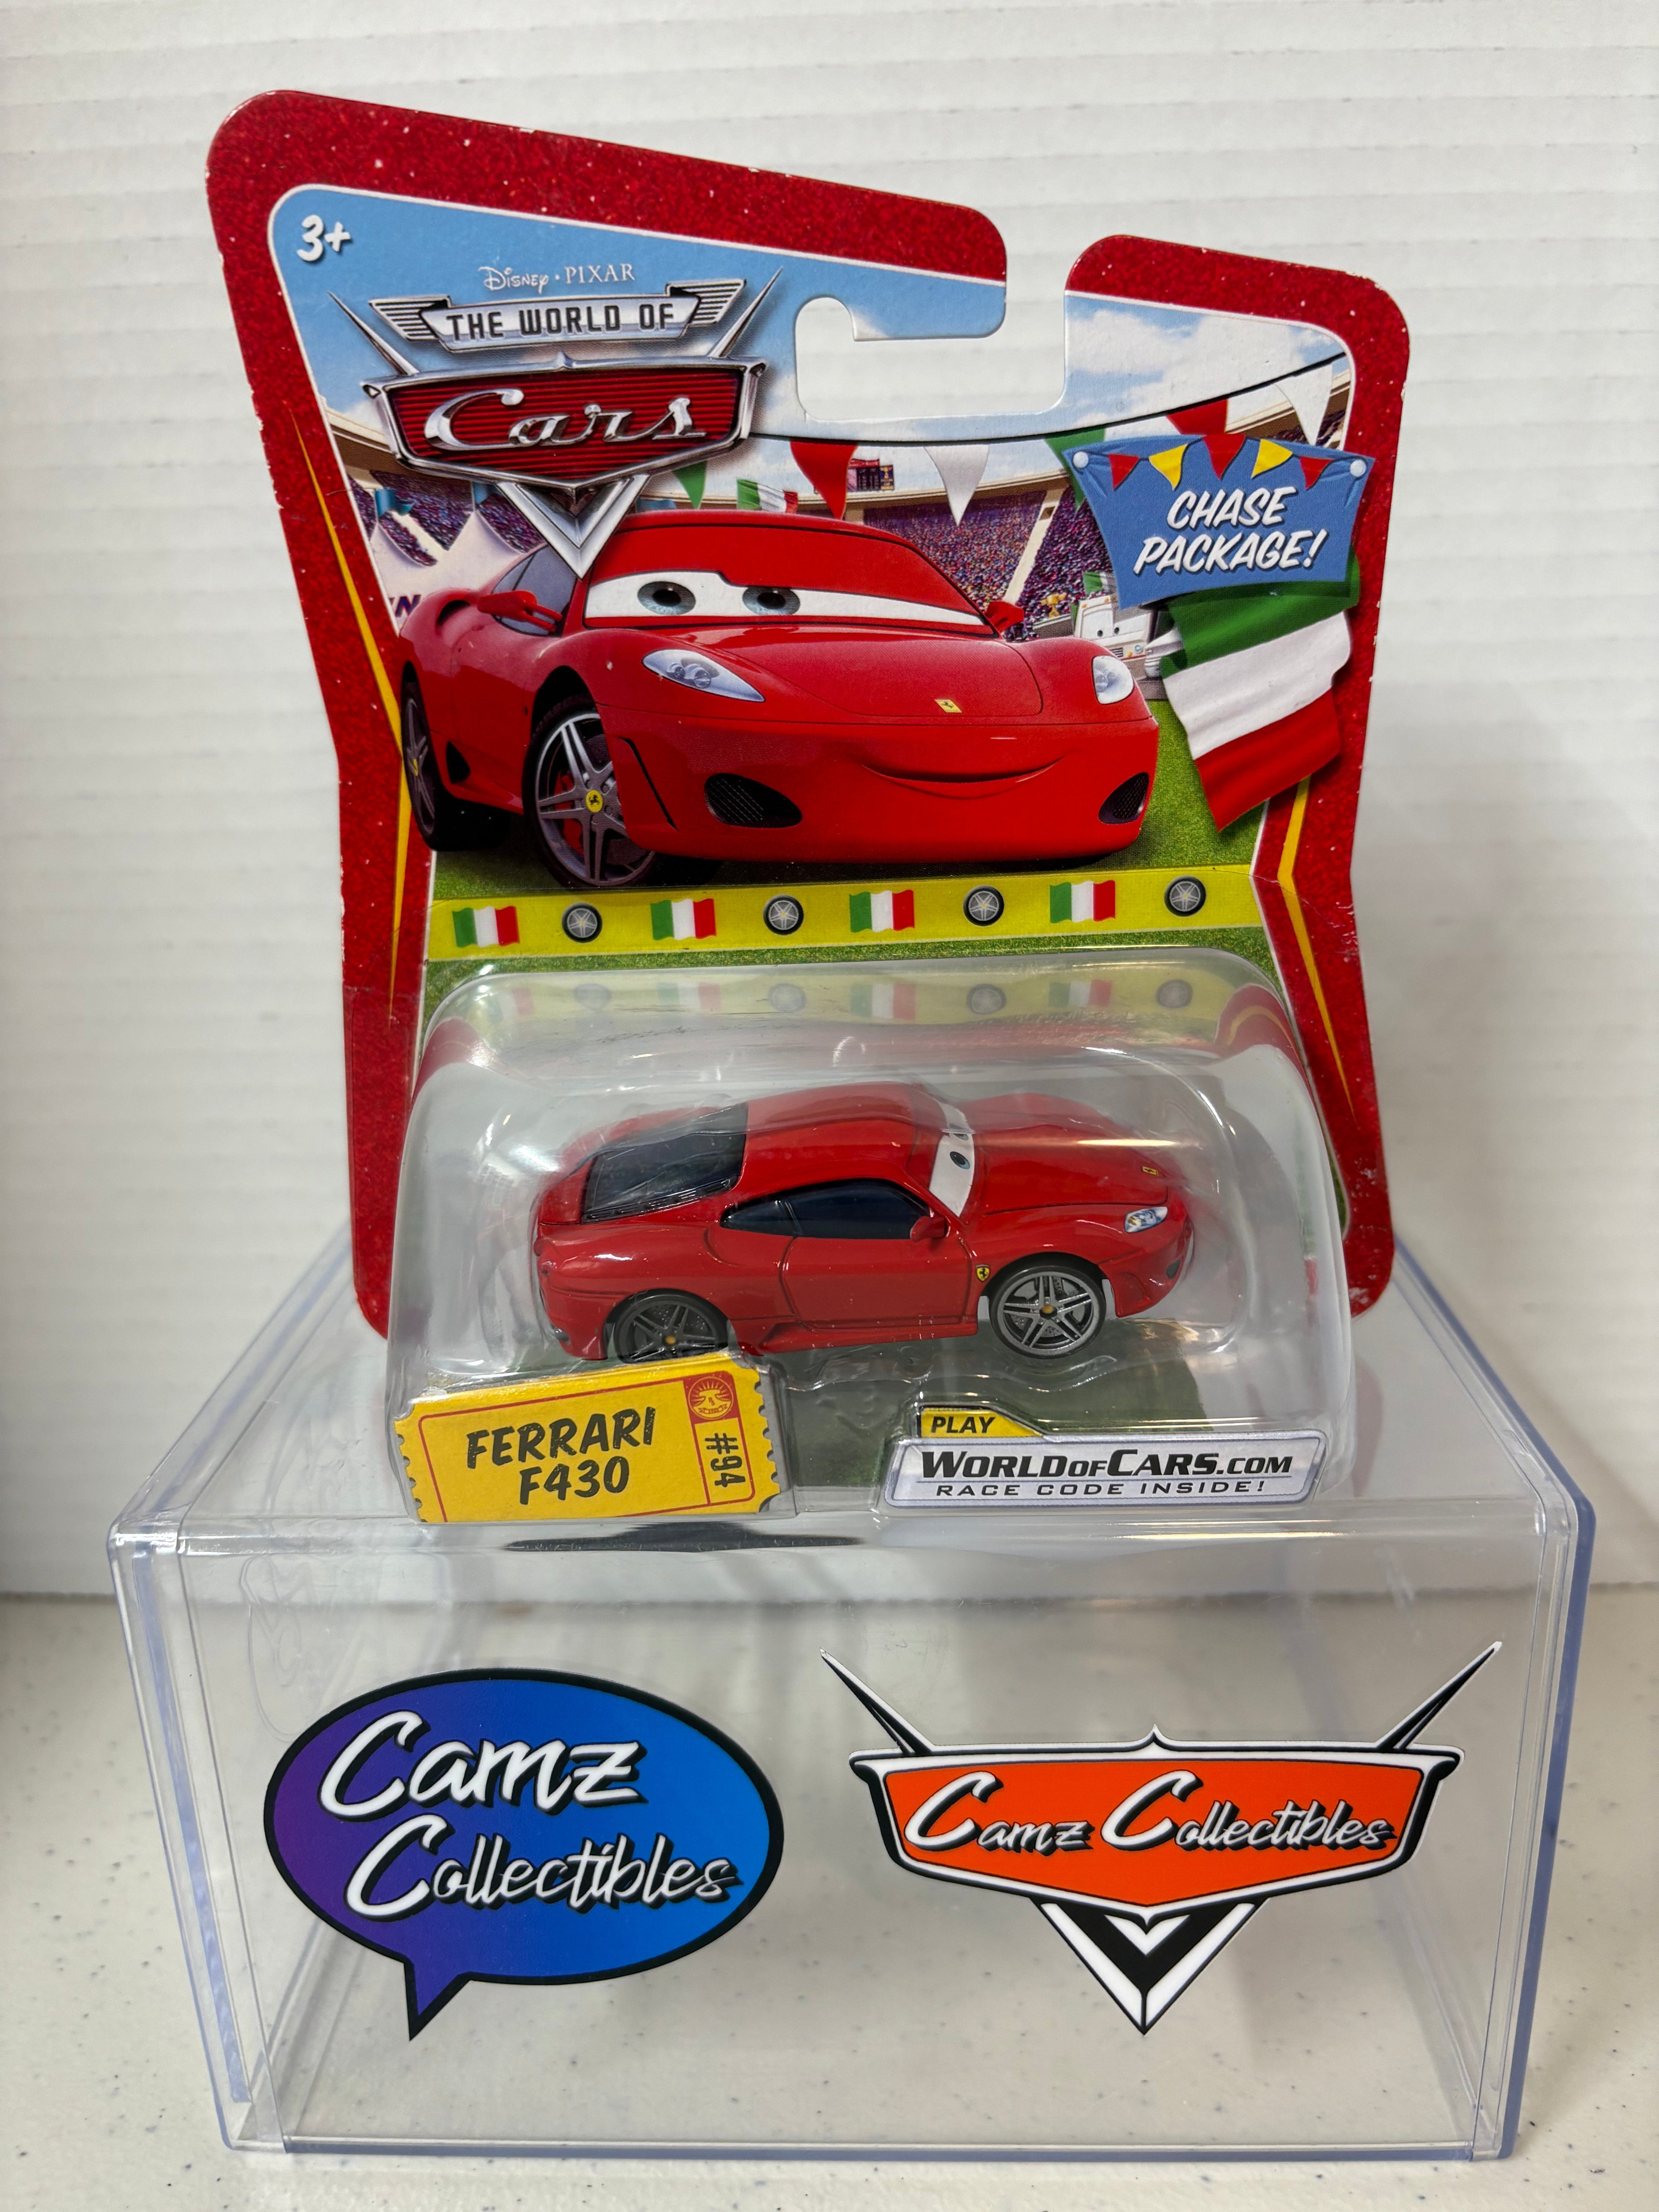 3+
Disney · PIXAR
THE WORLD OF
Cars
CHASE
PACKAGE!
FERRARI
F430
#94
PLAY
WORLDOFCARS.COM
RACE CODE INSIDE!
Camz
Collectibles
Camz Collectibles